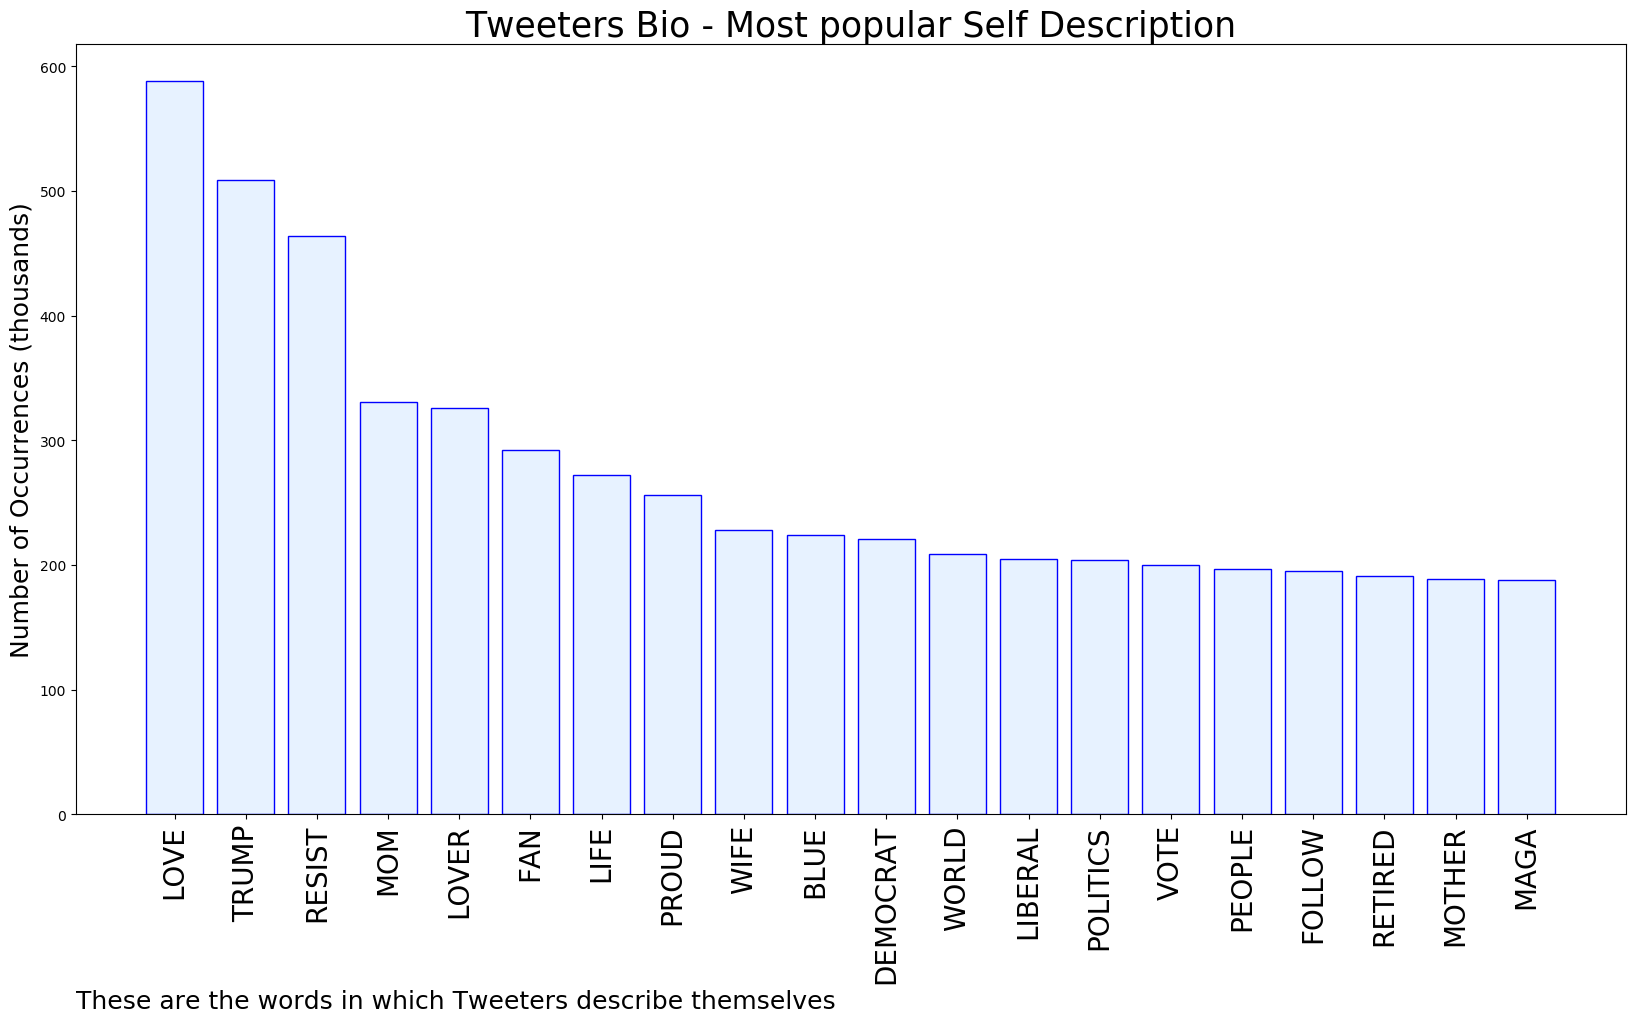 Tweeters Bio - Most popular Self Description
Number of Occurrences (thousands)
600
500
400
300
200
100
0
LOVE
TRUMP
RESIST
MOM
LOVER
FAN
LIFE
PROUD
WIFE
BLUE
DEMOCRAT
WORLD
LIBERAL
POLITICS
VOTE
PEOPLE
FOLLOW
RETIRED
MOTHER
MAGA
These are the words in which Tweeters describe themselves